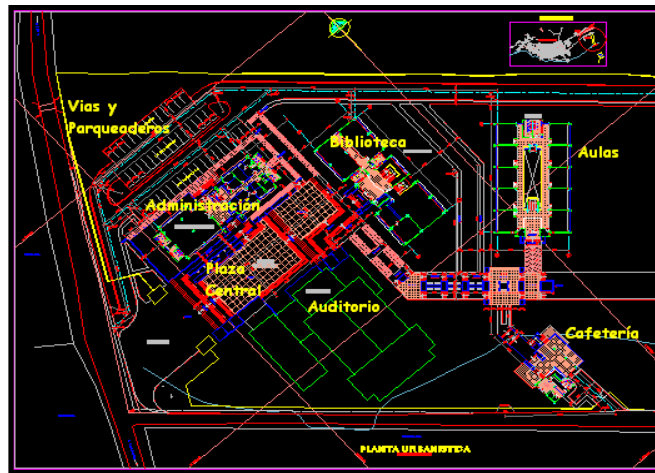 Vias y
Parqueaderos
Biblioteca
Aulas
Administración
Plaza
Central
Auditorio
Cafetería
PLANTA URBANISTICA